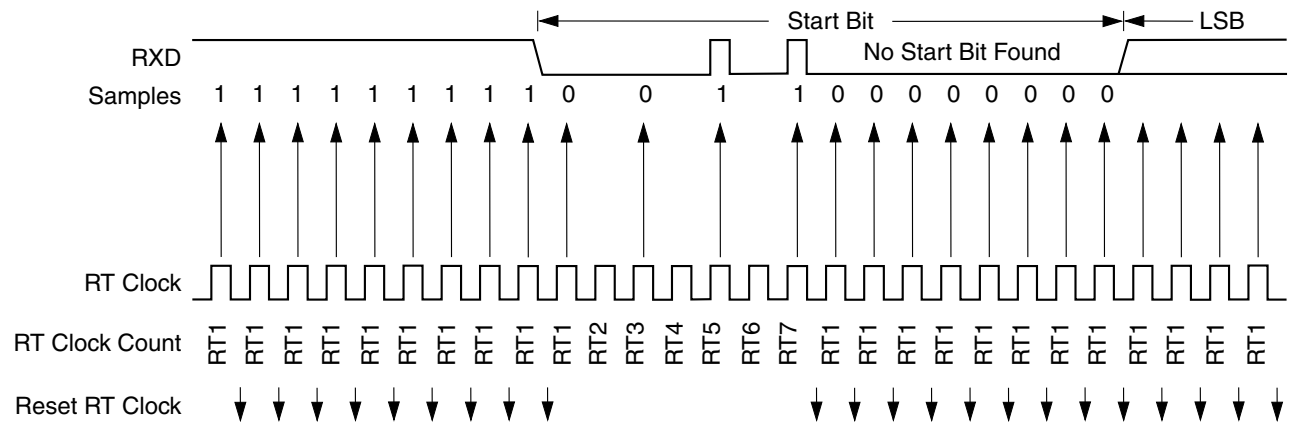 Start Bit LSB
RXD No Start Bit Found
Samples 1 1 1 1 1 1 1 1 1 0 0 1 1 0 0 0 0 0 0 0 0
RT Clock
RT Clock Count RT1 RT1 RT1 RT1 RT1 RT1 RT1 RT1 RT1 RT1 RT2 RT3 RT4 RT5 RT6 RT7 RT1 RT1 RT1 RT1 RT1 RT1 RT1 RT1 RT1 RT1 RT1 RT1
Reset RT Clock